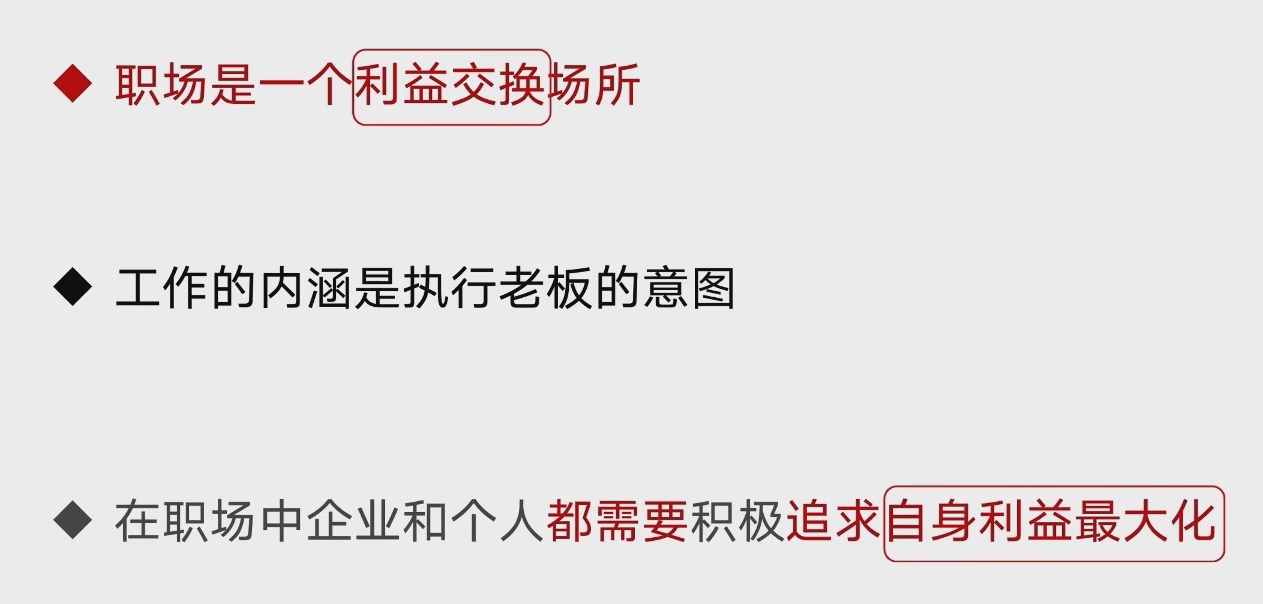 ◆ 职场是一个利益交换场所
◆ 工作的内涵是执行老板的意图
◆ 在职场中企业和个人都需要积极追求自身利益最大化